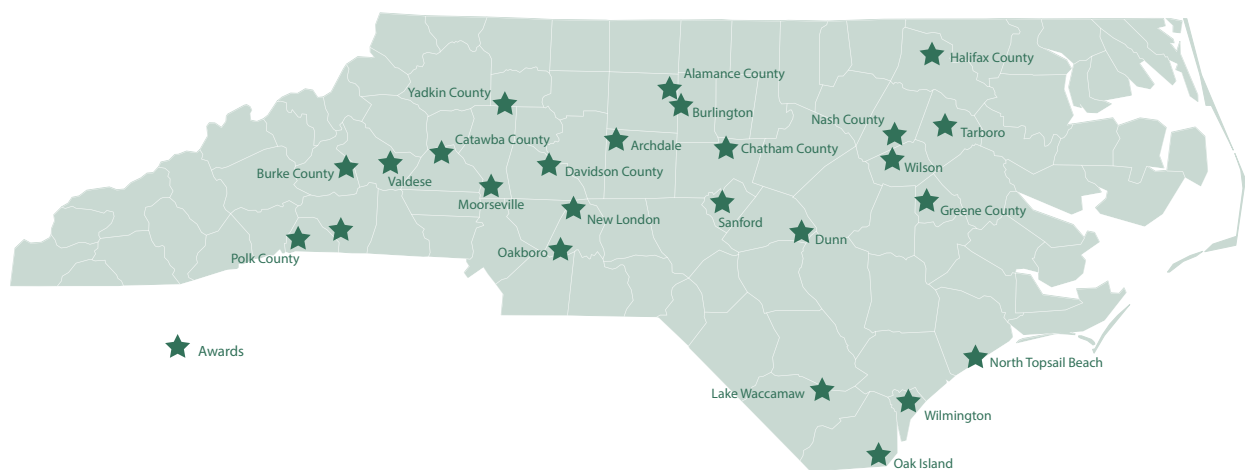 Halifax County
Alamance County
Yadkin County
Burlington
Nash County
Tarboro
Catawba County
Archdale
Chatham County
Burke County
Valdese
Davidson County
Wilson
Moorseville
New London
Sanford
Greene County
Dunn
Oakboro
Polk County
Awards
North Topsail Beach
Lake Waccamaw
Wilmington
Oak Island